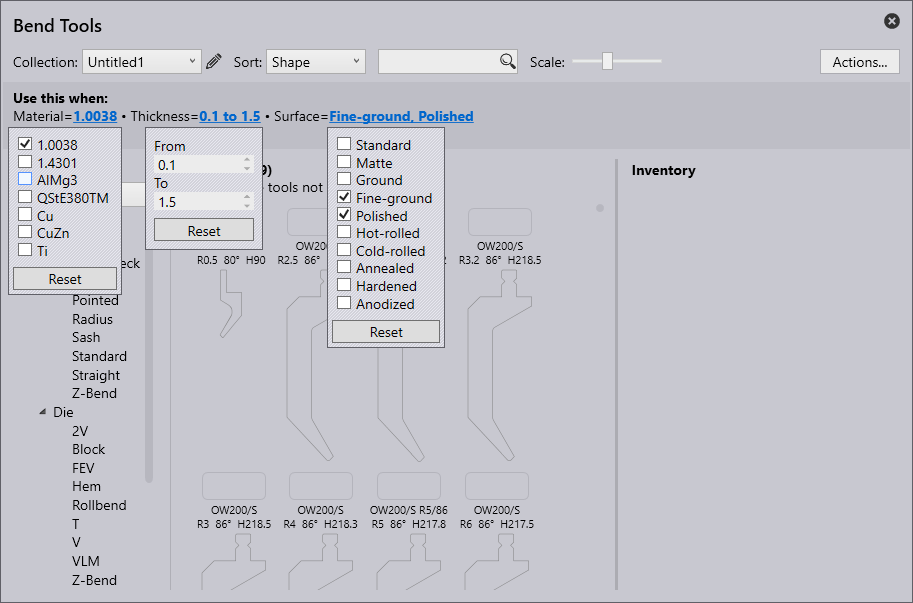 Bend Tools
Collection: Untitled1 Sort: Shape Scale: Actions...
Use this when:
Material=1.0038 • Thickness=0.1 to 1.5 • Surface=Fine-ground, Polished
1.0038
1.4301
AlMg3
QStE380TM
Cu
CuZn
Ti
Reset
From
0.1
To
1.5
Reset
Standard
Matte
Ground
Fine-ground
Polished
Hot-rolled
Cold-rolled
Annealed
Hardened
Anodized
Reset
9)
tools not
Inventory
eck
Pointed
Radius
Sash
Standard
Straight
Z-Bend
Die
2V
Block
FEV
Hem
Rollbend
T
V
VLM
Z-Bend
R0.5 80° H90
OW200
R2.5 86°
2
OW200/S
R3.2 86° H218.5
OW200/S
R3 86° H218.5
OW200/S
R4 86° H218.3
OW200/S R5/86
R5 86° H217.8
OW200/S
R6 86° H217.5